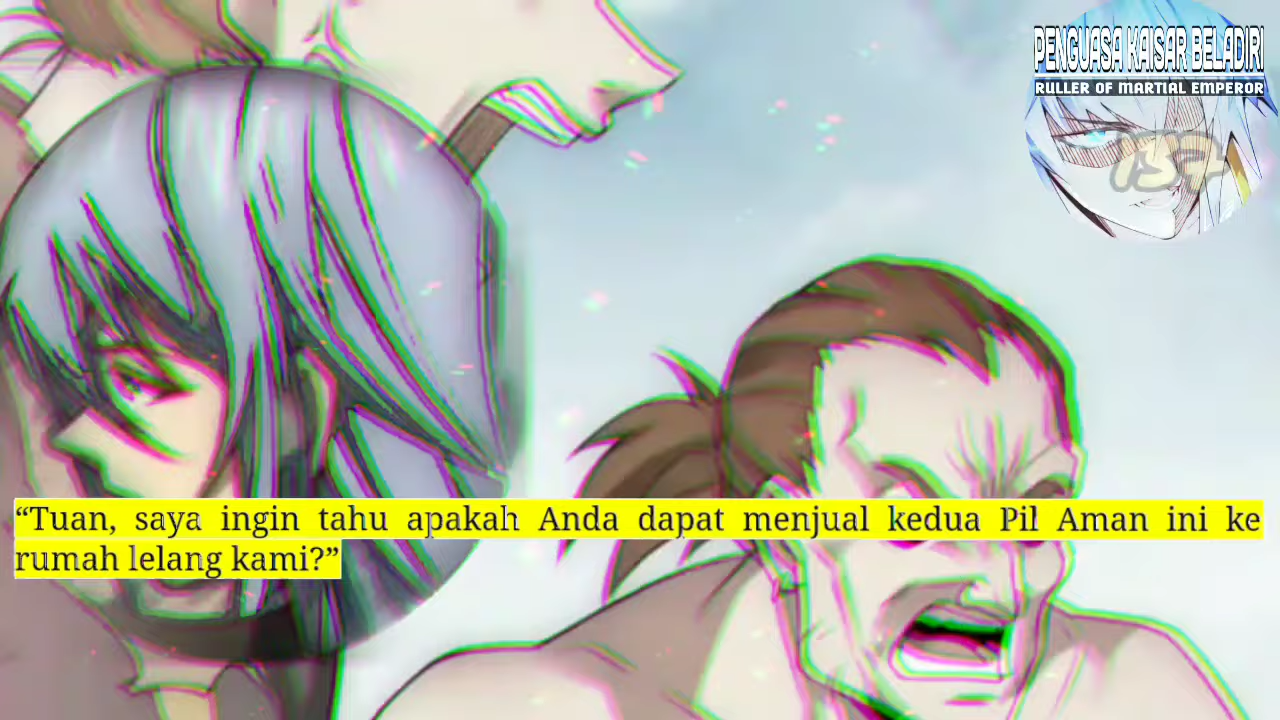 PENGUASA KAISAR BELADIRI
RULLER OF MARTIAL EMPEROR
“Tuan, saya ingin tahu apakah Anda dapat menjual kedua Pil Aman ini ke
rumah lelang kami?”